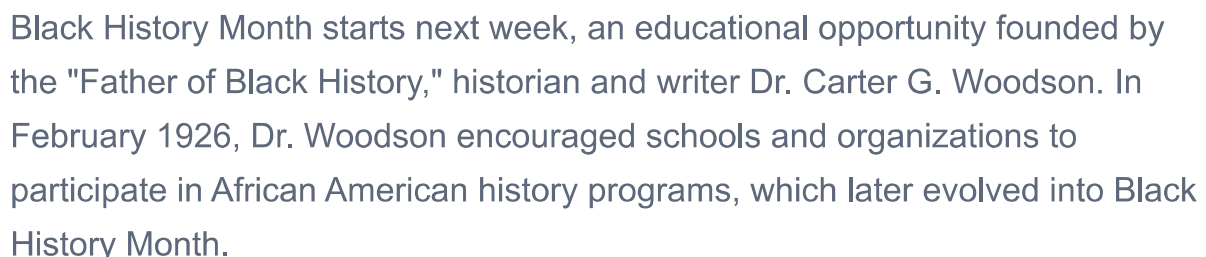 Black History Month starts next week, an educational opportunity founded by
the "Father of Black History," historian and writer Dr. Carter G. Woodson. In
February 1926, Dr. Woodson encouraged schools and organizations to
participate in African American history programs, which later evolved into Black
History Month.